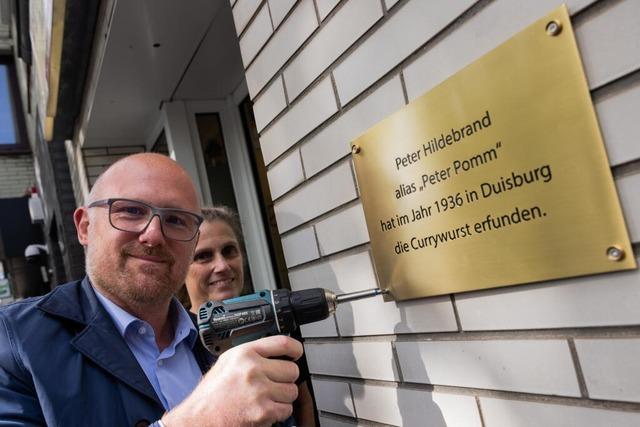 Peter Hildebrand
alias „Peter Pomm“
hat im Jahr 1936 in Duisburg
die Currywurst erfunden.